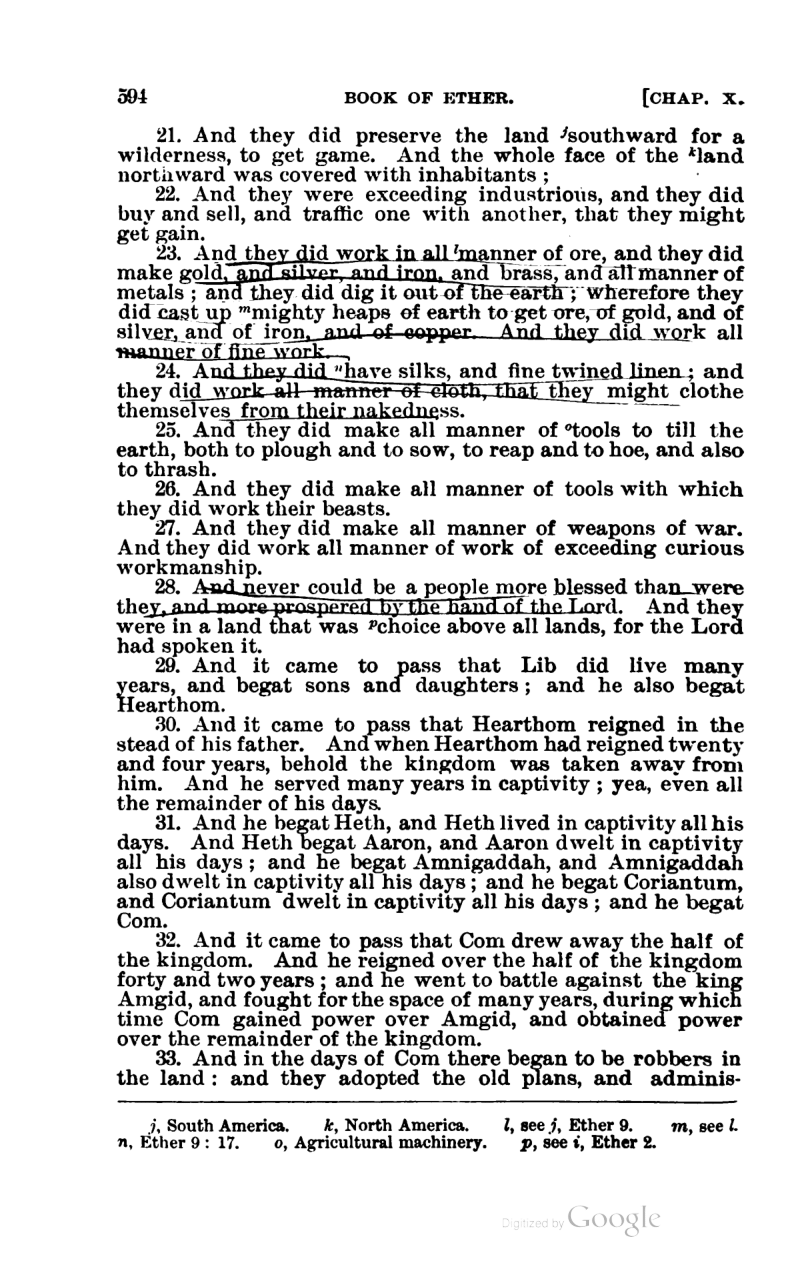 594 BOOK OF ETHER. [CHAP. X.
21. And they did preserve the land ʲsouthward for a
wilderness, to get game. And the whole face of the ᵏland
northward was covered with inhabitants ;
22. And they were exceeding industrious, and they did
buy and sell, and traffic one with another, that they might
get gain.
23. And they did work in all ˡmanner of ore, and they did
make gold, and silver, and iron, and brass, and all manner of
metals ; and they did dig it out of the earth ; wherefore they
did cast up ᵐmighty heaps of earth to get ore, of gold, and of
silver, and of iron, and of copper. And they did work all
manner of fine work.
24. And they did ⁿhave silks, and fine twined linen ; and
they did work all manner of cloth, that they might clothe
themselves from their nakedness.
25. And they did make all manner of ᵒtools to till the
earth, both to plough and to sow, to reap and to hoe, and also
to thrash.
26. And they did make all manner of tools with which
they did work their beasts.
27. And they did make all manner of weapons of war.
And they did work all manner of work of exceeding curious
workmanship.
28. And never could be a people more blessed than were
they, and more prospered by the hand of the Lord. And they
were in a land that was ᵖchoice above all lands, for the Lord
had spoken it.
29. And it came to pass that Lib did live many
years, and begat sons and daughters ; and he also begat
Hearthom.
30. And it came to pass that Hearthom reigned in the
stead of his father. And when Hearthom had reigned twenty
and four years, behold the kingdom was taken away from
him. And he served many years in captivity ; yea, even all
the remainder of his days.
31. And he begat Heth, and Heth lived in captivity all his
days. And Heth begat Aaron, and Aaron dwelt in captivity
all his days ; and he begat Amnigaddah, and Amnigaddah
also dwelt in captivity all his days ; and he begat Coriantum,
and Coriantum dwelt in captivity all his days ; and he begat
Com.
32. And it came to pass that Com drew away the half of
the kingdom. And he reigned over the half of the kingdom
forty and two years ; and he went to battle against the king
Amgid, and fought for the space of many years, during which
time Com gained power over Amgid, and obtained power
over the remainder of the kingdom.
33. And in the days of Com there began to be robbers in
the land : and they adopted the old plans, and adminis-
j, South America. k, North America. l, see j, Ether 9. m, see l.
n, Ether 9 : 17. o, Agricultural machinery. p, see i, Ether 2.
Digitized by Google